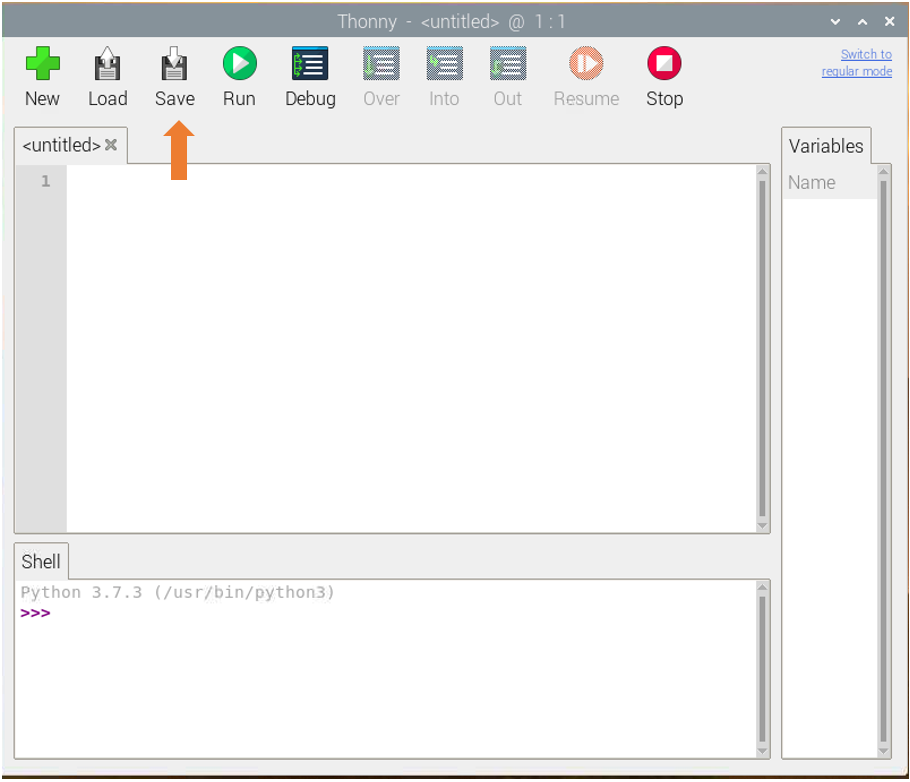 Thonny - <untitled> @ 1 : 1
New Load Save Run Debug Over Into Out Resume Stop
Switch to
regular mode
<untitled>
Variables
1
Name
Shell
Python 3.7.3 (/usr/bin/python3)
>>>